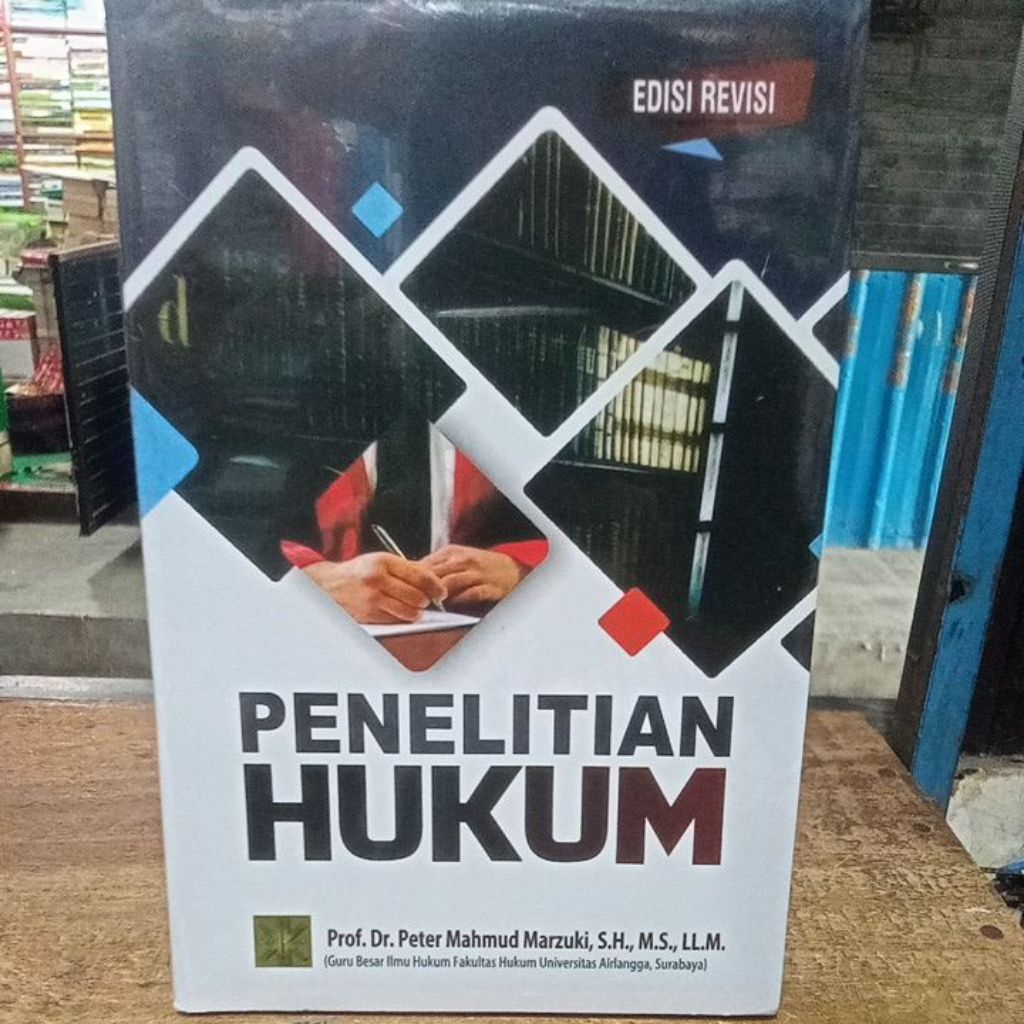 EDISI REVISI
d
PENELITIAN
HUKUM
Prof. Dr. Peter Mahmud Marzuki, S.H., M.S., LL.M.
(Guru Besar Ilmu Hukum Fakultas Hukum Universitas Airlangga, Surabaya)